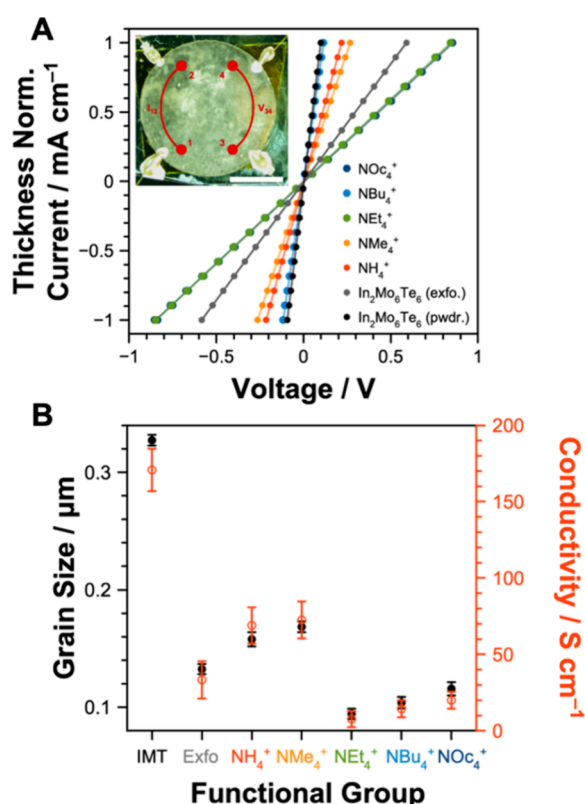 A
Thickness Norm.
Current / mA cm⁻¹
1
0.5
0
−0.5
−1
2
4
I₁₂
V₃₄
1
3
NOc₄⁺
NBu₄⁺
NEt₄⁺
NMe₄⁺
NH₄⁺
In₂Mo₆Te₆ (exfo.)
In₂Mo₆Te₆ (pwdr.)
−1
−0.5
0
0.5
1
Voltage / V
B
Grain Size / μm
0.3
0.2
0.1
200
150
100
50
0
Conductivity / S cm⁻¹
IMT Exfo NH₄⁺ NMe₄⁺ NEt₄⁺ NBu₄⁺ NOc₄⁺
Functional Group